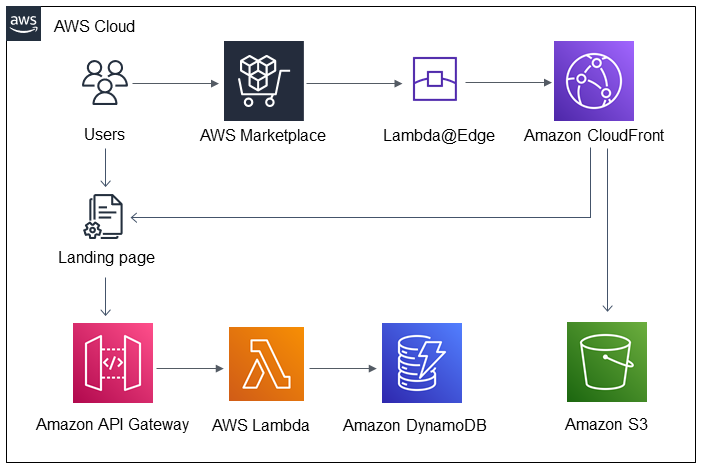 aws
AWS Cloud
Users
AWS Marketplace
Lambda@Edge
Amazon CloudFront
Landing page
</>
Amazon API Gateway
AWS Lambda
Amazon DynamoDB
Amazon S3